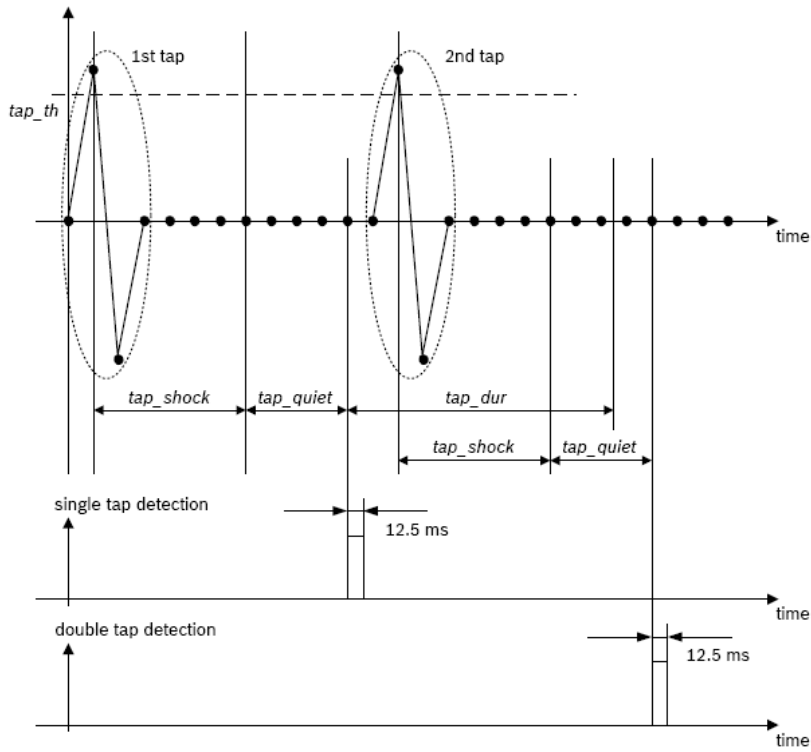 1st tap
2nd tap
tap_th
time
tap_shock
tap_quiet
tap_dur
tap_shock
tap_quiet
single tap detection
12.5 ms
time
double tap detection
12.5 ms
time